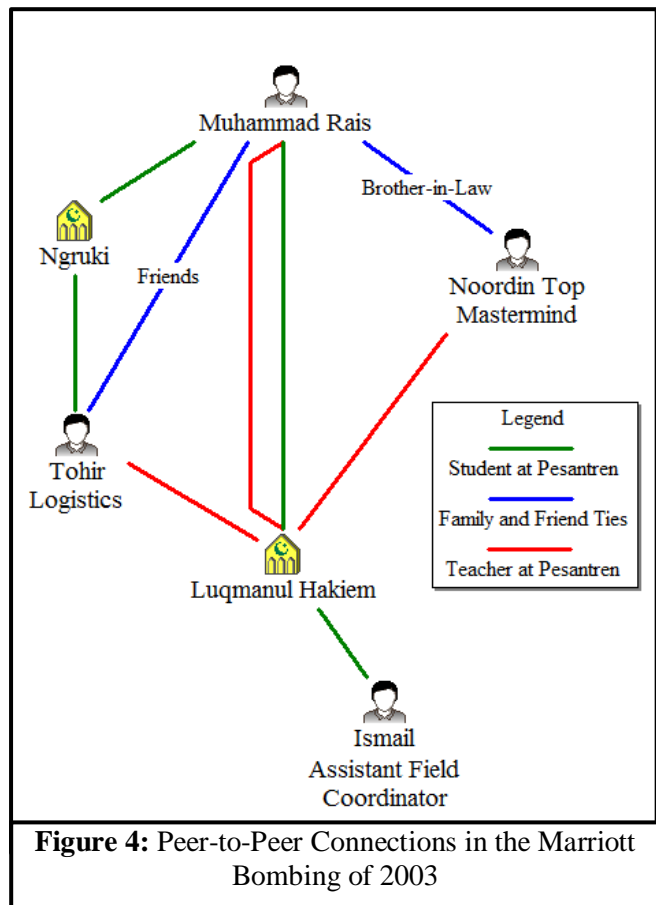 Muhammad Rais
Brother-in-Law
Ngruki
Friends
Noordin Top
Mastermind
Legend
Student at Pesantren
Family and Friend Ties
Teacher at Pesantren
Tohir
Logistics
Luqmanul Hakiem
Ismail
Assistant Field
Coordinator
Figure 4: Peer-to-Peer Connections in the Marriott
Bombing of 2003